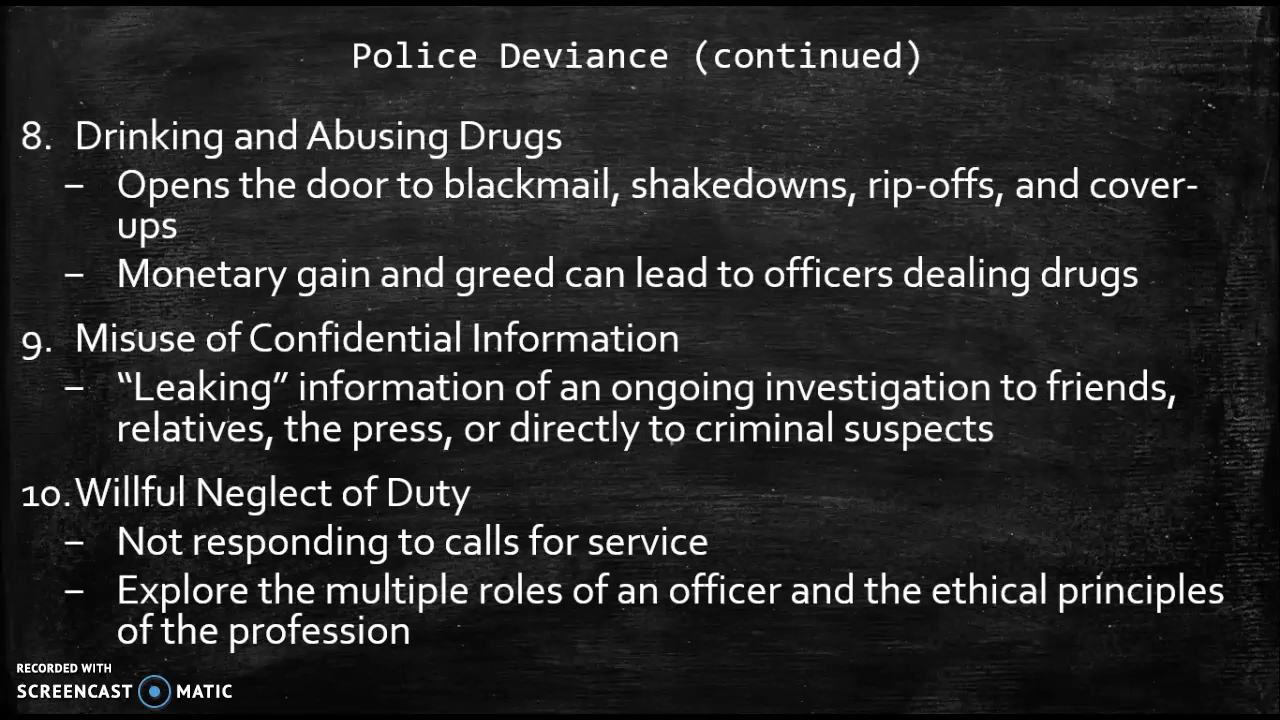 Police Deviance (continued)
8. Drinking and Abusing Drugs
– Opens the door to blackmail, shakedowns, rip-offs, and cover-
ups
– Monetary gain and greed can lead to officers dealing drugs
9. Misuse of Confidential Information
– “Leaking” information of an ongoing investigation to friends,
relatives, the press, or directly to criminal suspects
10. Willful Neglect of Duty
– Not responding to calls for service
– Explore the multiple roles of an officer and the ethical principles
of the profession
RECORDED WITH
SCREENCAST MATIC